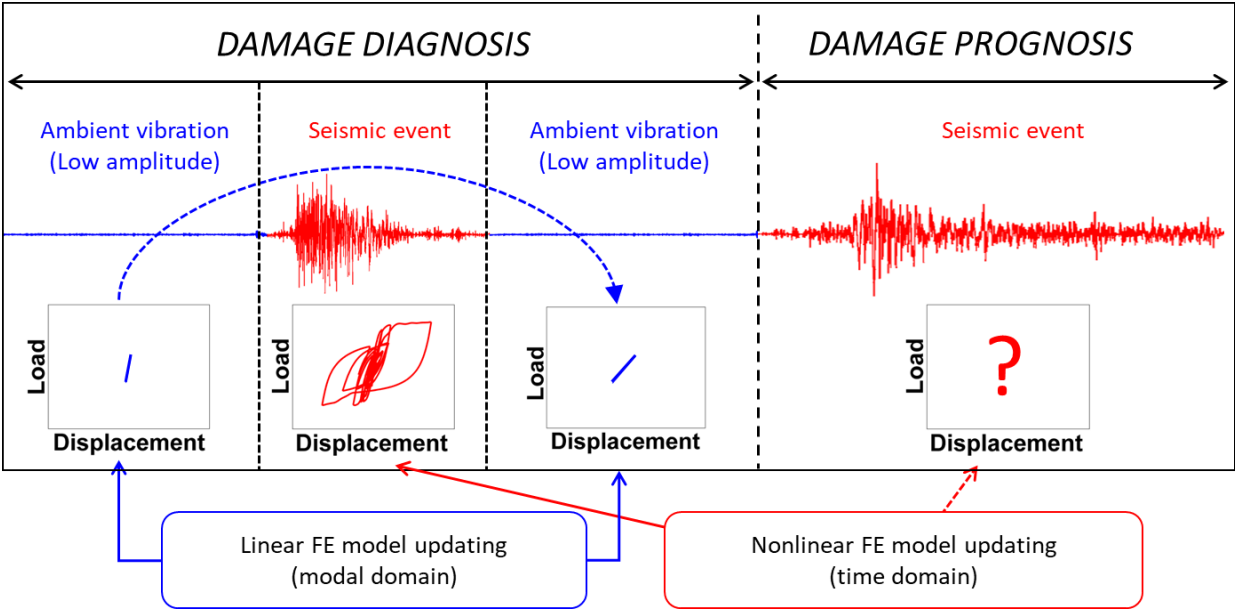 DAMAGE DIAGNOSIS
DAMAGE PROGNOSIS
Ambient vibration
(Low amplitude)
Seismic event
Ambient vibration
(Low amplitude)
Seismic event
Load
Displacement
Load
Displacement
Load
Displacement
Load
?
Displacement
Linear FE model updating
(modal domain)
Nonlinear FE model updating
(time domain)